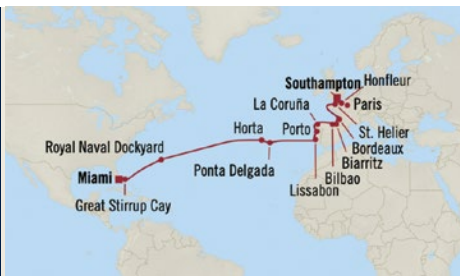 Southampton Honfleur
La Coruña Paris
Horta Porto St. Helier
Royal Naval Dockyard Bordeaux
Ponta Delgada Biarritz
Miami Bilbao
Lissabon
Great Stirrup Cay